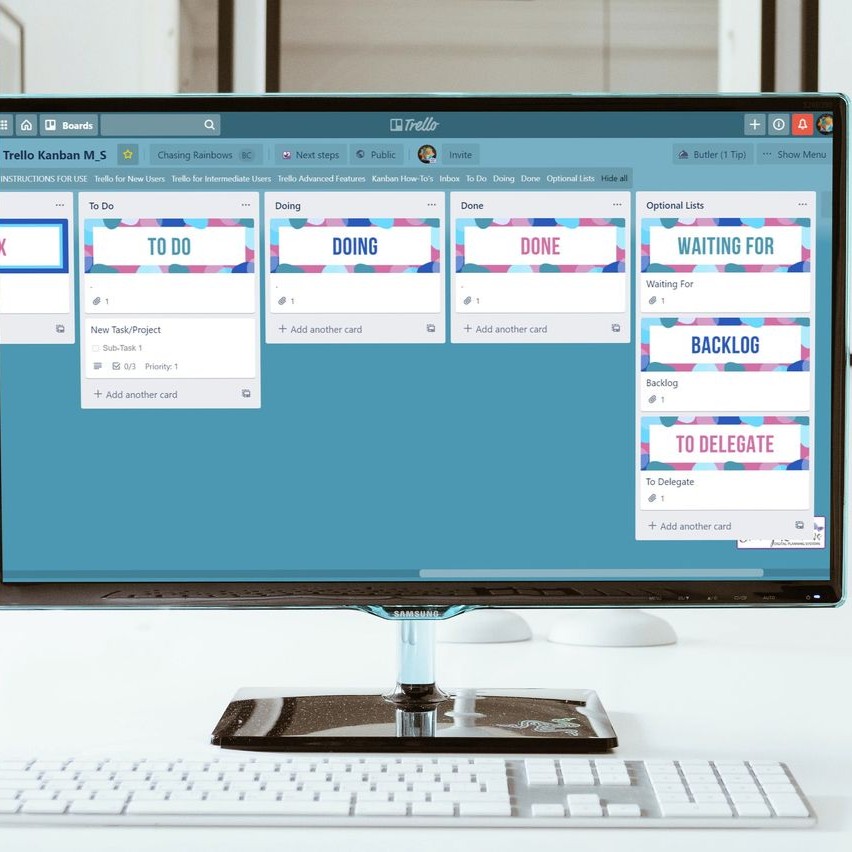 Boards
Trello
Trello Kanban M_S
Chasing Rainbows BC
Next steps
Public
Invite
Butler (1 Tip)
Show Menu
INSTRUCTIONS FOR USE Trello for New Users Trello for Intermediate Users Trello Advanced Features Kanban How-To's Inbox To Do Doing Done Optional Lists Hide all
X
To Do
TO DO
.
1
New Task/Project
Sub-Task 1
0/3 Priority: 1
+ Add another card
Doing
DOING
.
1
+ Add another card
Done
DONE
.
1
+ Add another card
Optional Lists
WAITING FOR
Waiting For
1
BACKLOG
Backlog
1
TO DELEGATE
To Delegate
1
+ Add another card
SAMSUNG